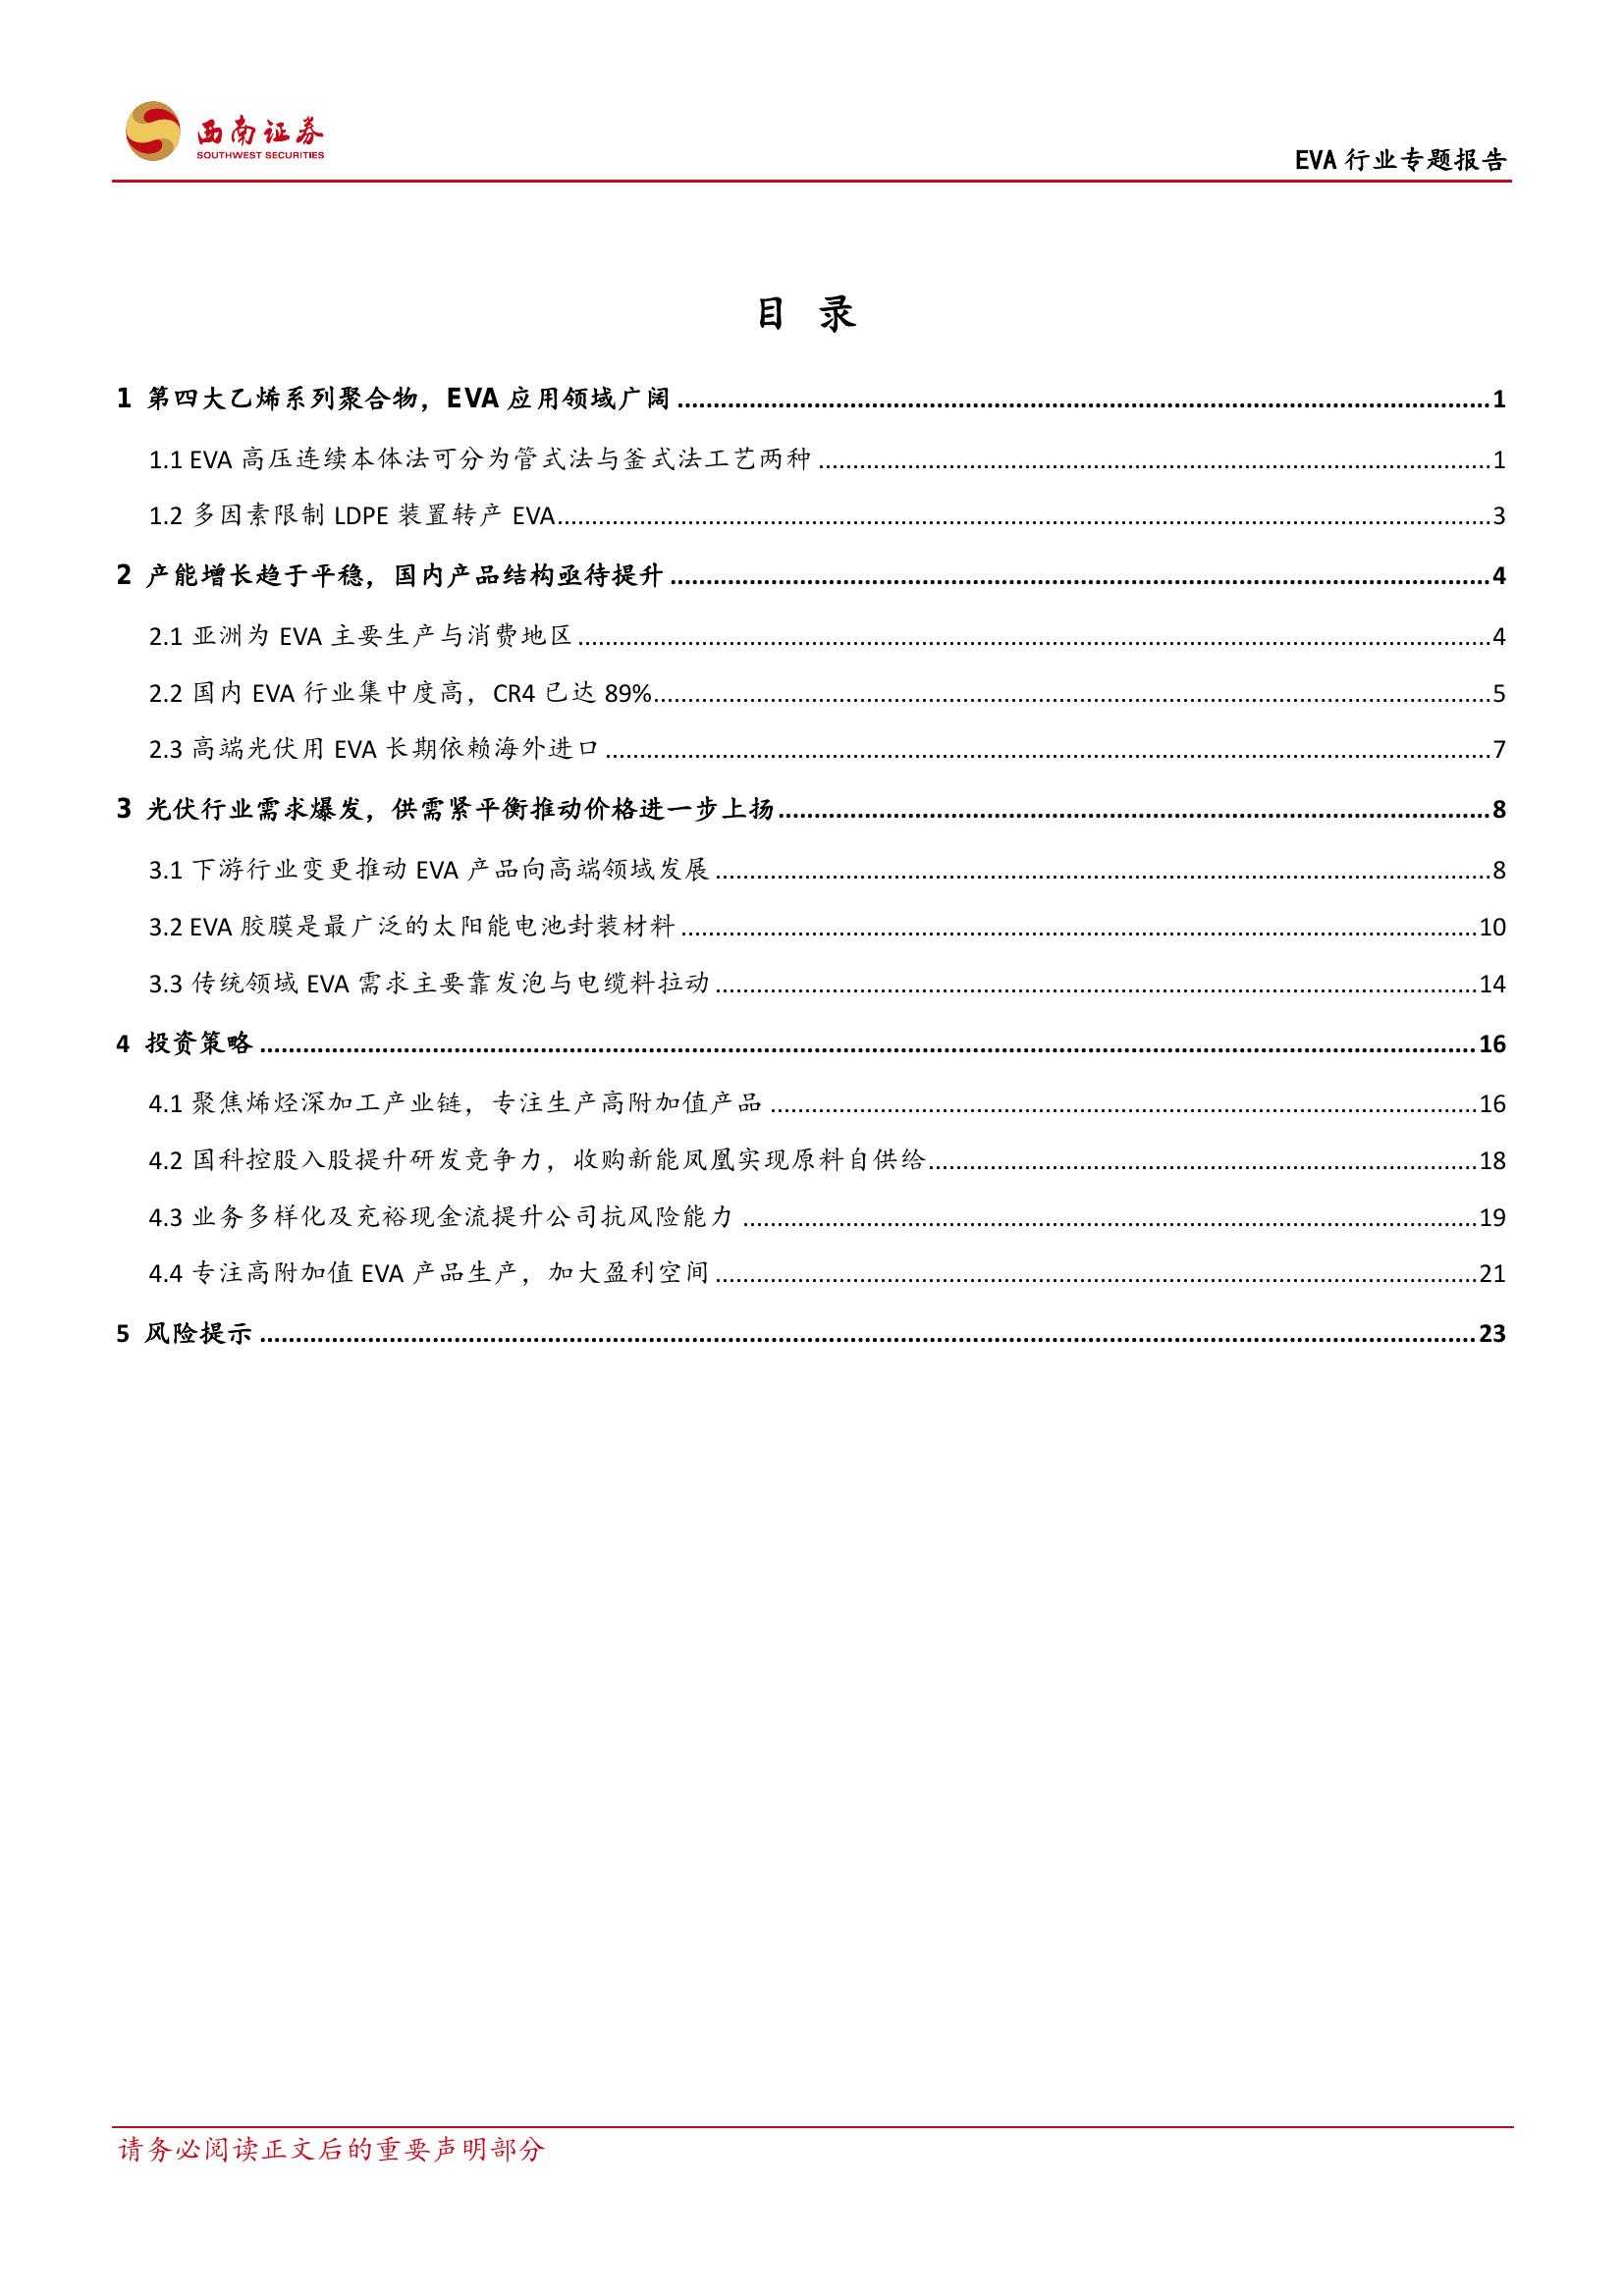 西南证券
SOUTHWEST SECURITIES
EVA 行业专题报告
目 录
1 第四大乙烯系列聚合物，EVA 应用领域广阔........1
1.1 EVA 高压连续本体法可分为管式法与釜式法工艺两种........1
1.2 多因素限制 LDPE 装置转产 EVA........3
2 产能增长趋于平稳，国内产品结构亟待提升........4
2.1 亚洲为 EVA 主要生产与消费地区........4
2.2 国内 EVA 行业集中度高，CR4 已达 89%........5
2.3 高端光伏用 EVA 长期依赖海外进口........7
3 光伏行业需求爆发，供需紧平衡推动价格进一步上扬........8
3.1 下游行业变更推动 EVA 产品向高端领域发展........8
3.2 EVA 胶膜是最广泛的太阳能电池封装材料........10
3.3 传统领域 EVA 需求主要靠发泡与电缆料拉动........14
4 投资策略........16
4.1 聚焦烯烃深加工产业链，专注生产高附加值产品........16
4.2 国科控股入股提升研发竞争力，收购新能凤凰实现原料自供给........18
4.3 业务多样化及充裕现金流提升公司抗风险能力........19
4.4 专注高附加值 EVA 产品生产，加大盈利空间........21
5 风险提示........23
请务必阅读正文后的重要声明部分